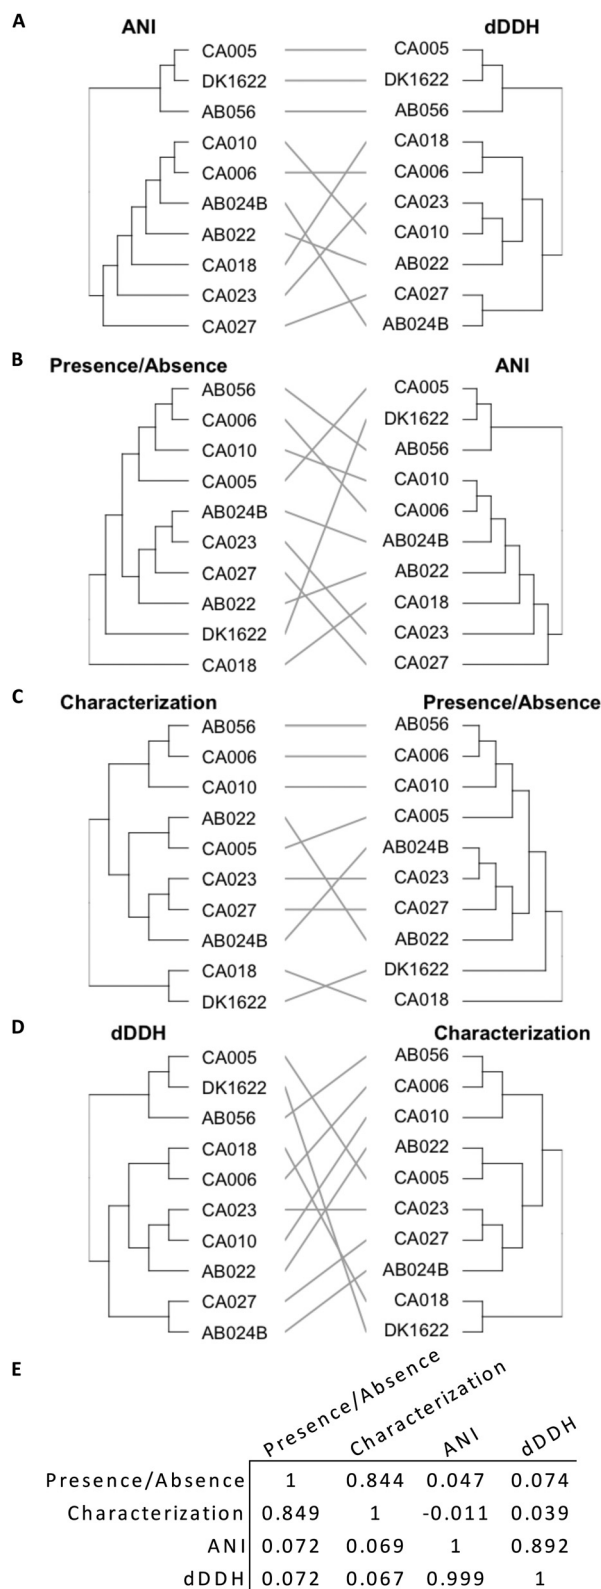 A
ANI dDDH
CA005 CA005
DK1622 DK1622
AB056 AB056
CA010 CA018
CA006 CA006
AB024B CA023
AB022 CA010
CA018 AB022
CA023 CA027
CA027 AB024B
B
Presence/Absence ANI
AB056 CA005
CA006 DK1622
CA010 AB056
CA005 CA010
AB024B CA006
CA023 AB024B
CA027 AB022
AB022 CA018
DK1622 CA023
CA018 CA027
C
Characterization Presence/Absence
AB056 AB056
CA006 CA006
CA010 CA010
AB022 CA005
CA005 AB024B
CA023 CA023
CA027 CA027
AB024B AB022
CA018 DK1622
DK1622 CA018
D
dDDH Characterization
CA005 AB056
DK1622 CA006
AB056 CA010
CA018 AB022
CA006 CA005
CA023 CA023
CA010 CA027
AB022 AB024B
CA027 CA018
AB024B DK1622
E
Presence/Absence Characterization ANI dDDH
Presence/Absence 1 0.844 0.047 0.074
Characterization 0.849 1 -0.011 0.039
ANI 0.072 0.069 1 0.892
dDDH 0.072 0.067 0.999 1